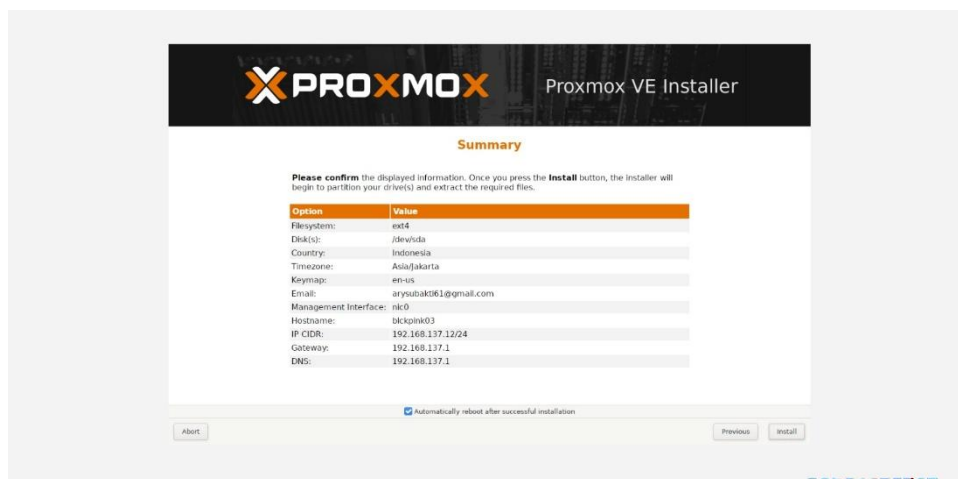 PROXMOX Proxmox VE Installer
Summary
Please confirm the displayed information. Once you press the Install button, the installer will
begin to partition your drive(s) and extract the required files.
Option Value
Filesystem: ext4
Disk(s): /dev/sda
Country: Indonesia
Timezone: Asia/Jakarta
Keymap: en-us
Email: arysubakti61@gmail.com
Management Interface: nic0
Hostname: blckpink03
IP CIDR: 192.168.137.12/24
Gateway: 192.168.137.1
DNS: 192.168.137.1
Automatically reboot after successful installation
Abort Previous Install